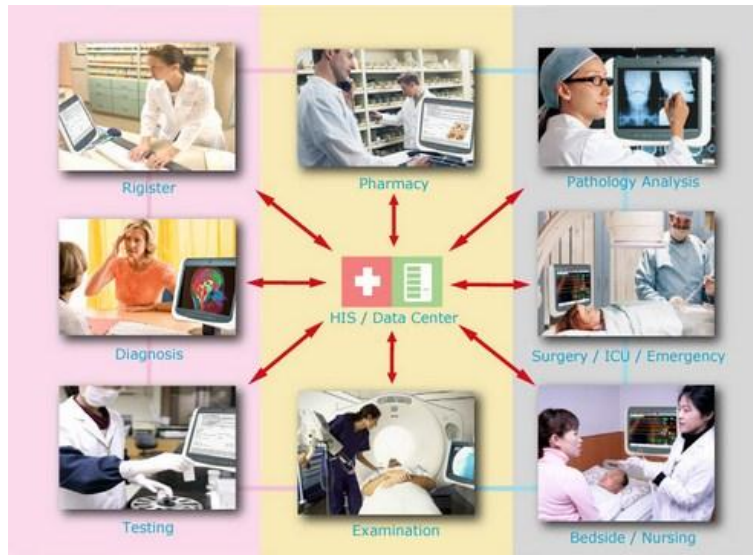 Rigister
Pharmacy
Pathology Analysis
HIS / Data Center
Diagnosis
Surgery / ICU / Emergency
Testing
Examination
Bedside / Nursing